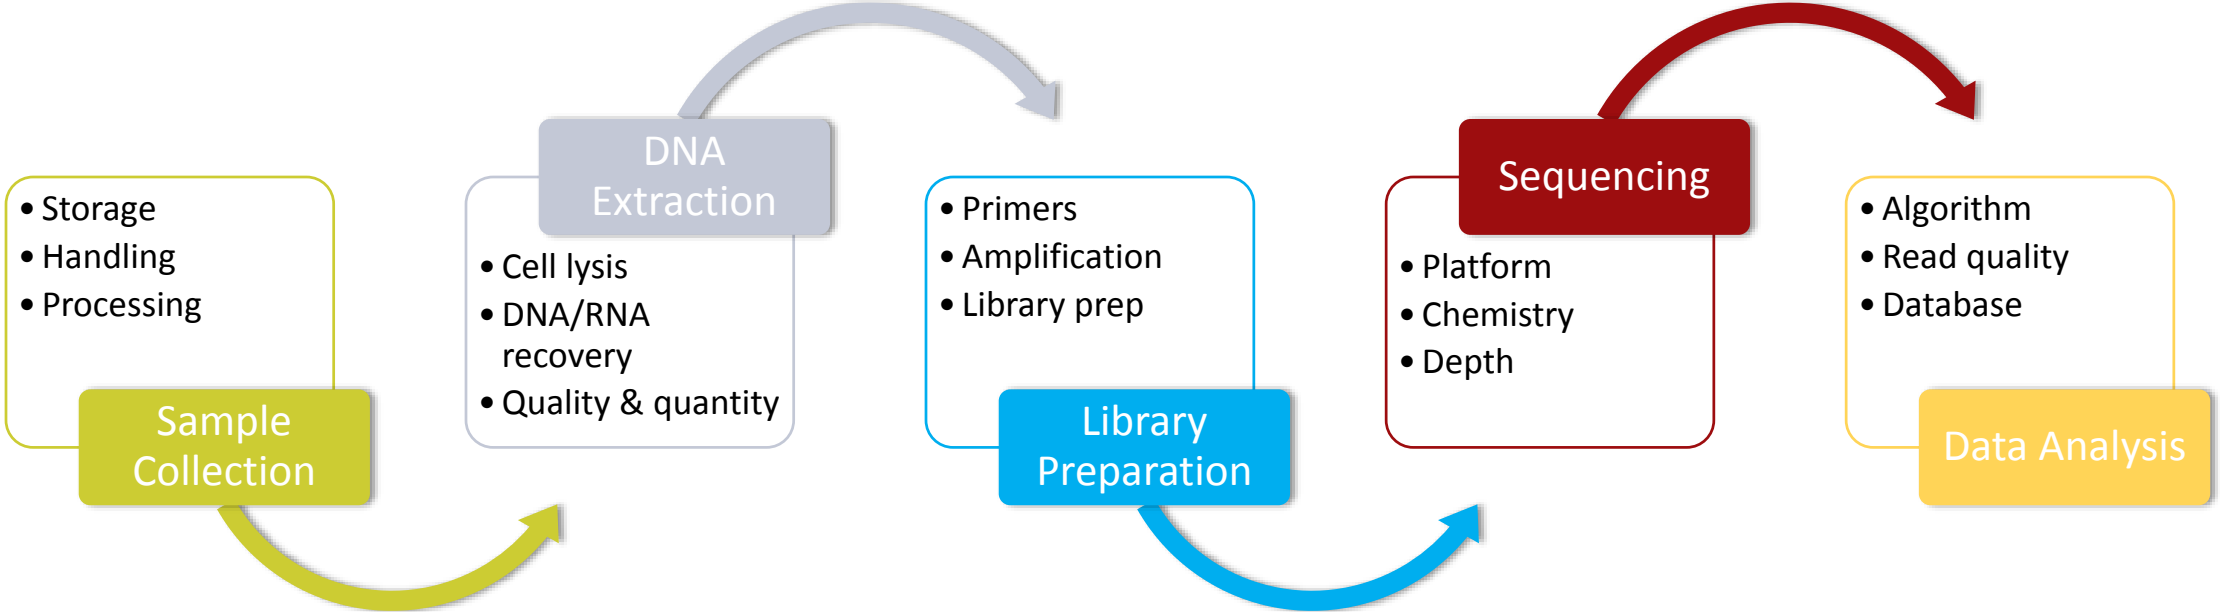 • Storage
• Handling
• Processing
Sample
Collection
DNA
Extraction
• Cell lysis
• DNA/RNA
recovery
• Quality & quantity
• Primers
• Amplification
• Library prep
Library
Preparation
Sequencing
• Platform
• Chemistry
• Depth
• Algorithm
• Read quality
• Database
Data Analysis